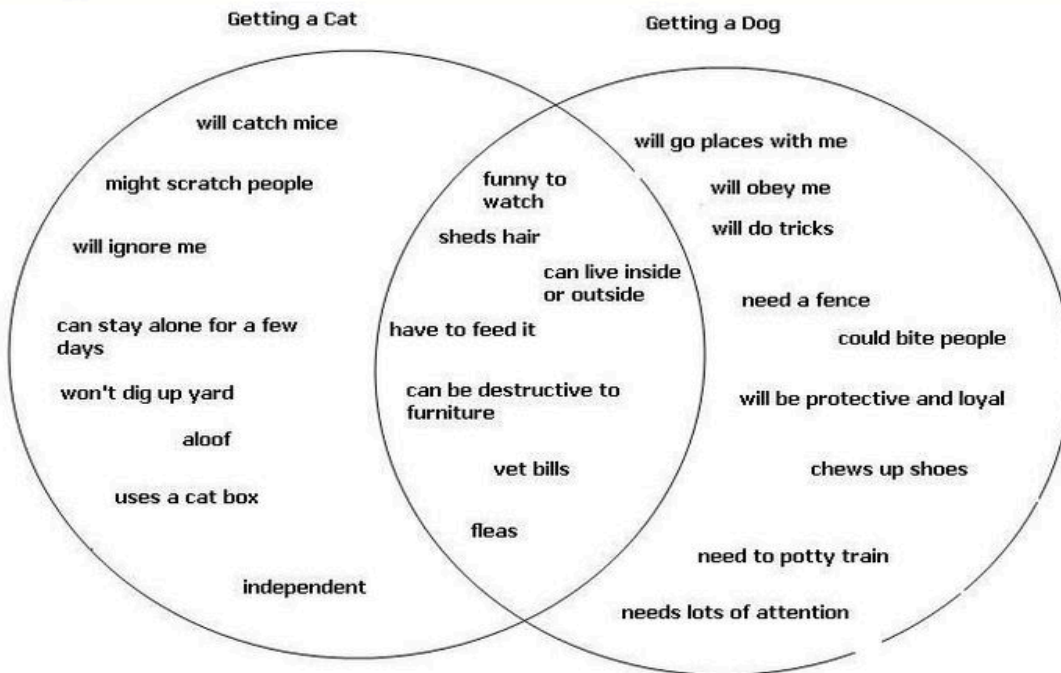 Getting a Cat
will catch mice
might scratch people
will ignore me
can stay alone for a few
days
won't dig up yard
aloof
uses a cat box
independent
funny to
watch
sheds hair
can live inside
or outside
have to feed it
can be destructive to
furniture
vet bills
fleas
Getting a Dog
will go places with me
will obey me
will do tricks
need a fence
could bite people
will be protective and loyal
chews up shoes
need to potty train
needs lots of attention